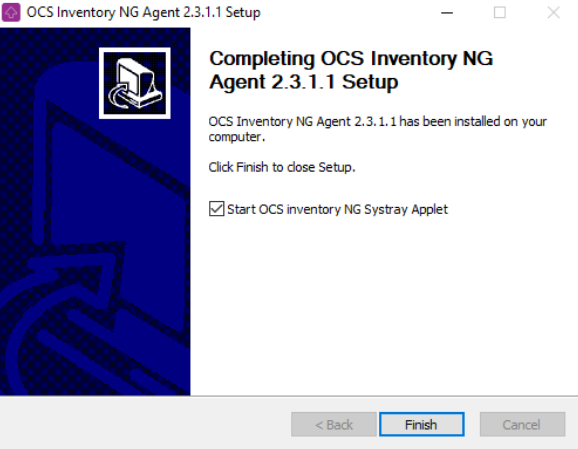 OCS Inventory NG Agent 2.3.1.1 Setup
Completing OCS Inventory NG
Agent 2.3.1.1 Setup
OCS Inventory NG Agent 2.3.1.1 has been installed on your
computer.
Click Finish to close Setup.
Start OCS inventory NG Systray Applet
< Back
Finish
Cancel